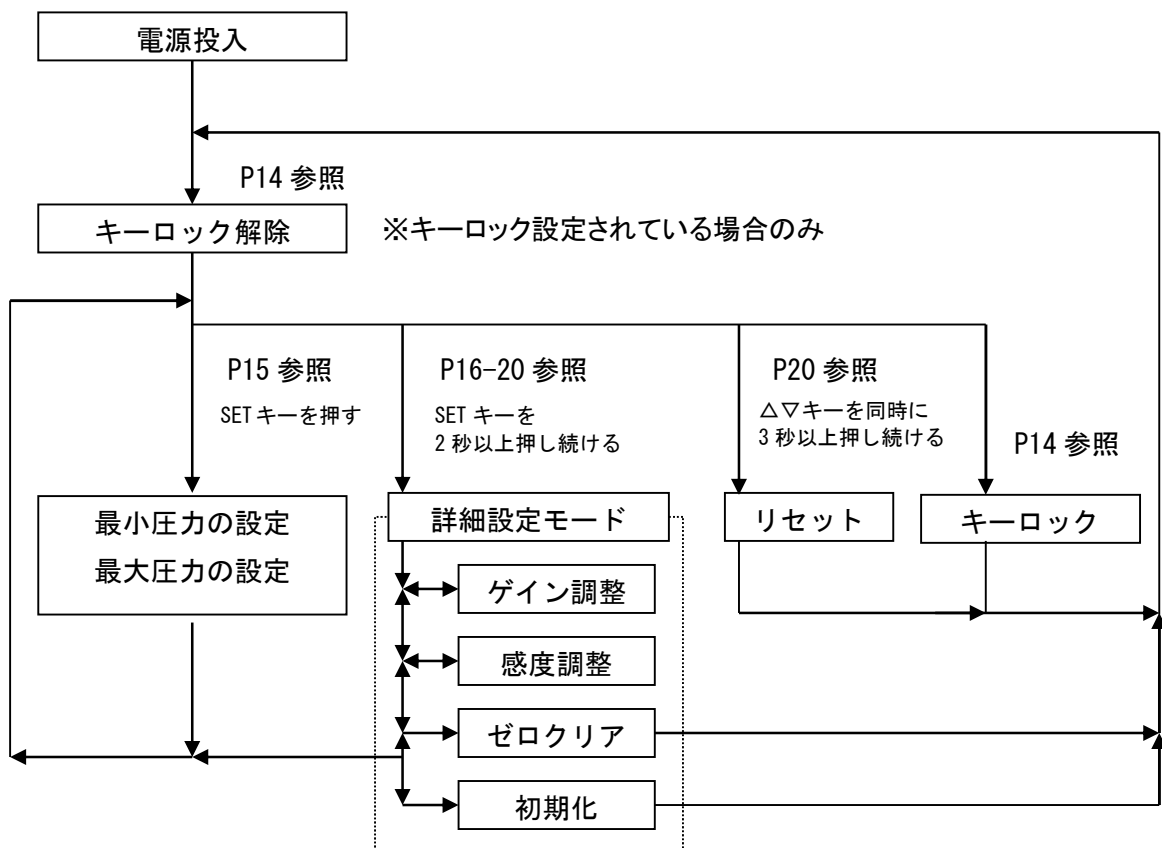 電源投入
P14 参照
キーロック解除
※キーロック設定されている場合のみ
P15 参照
SET キーを押す
P16-20 参照
SET キーを
2 秒以上押し続ける
P20 参照
△▽キーを同時に
3 秒以上押し続ける
P14 参照
最小圧力の設定
最大圧力の設定
詳細設定モード
リセット
キーロック
ゲイン調整
感度調整
ゼロクリア
初期化